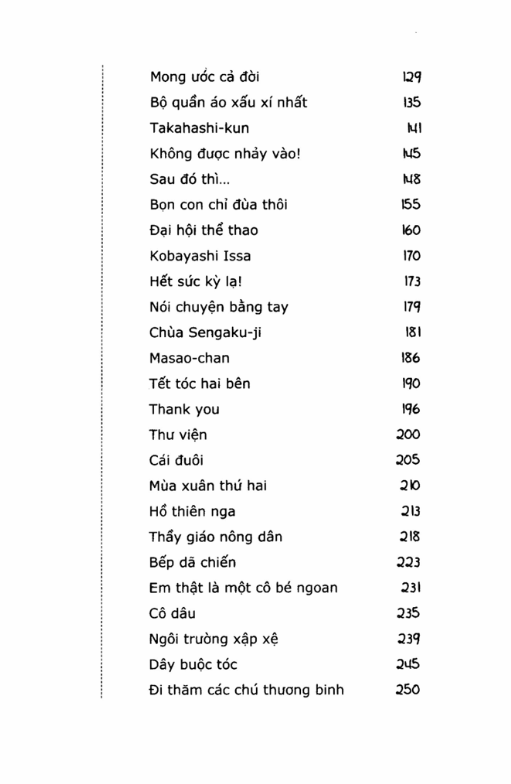 Mong ước cả đời 129
Bộ quần áo xấu xí nhất 135
Takahashi-kun 141
Không được nhảy vào! 145
Sau đó thì... 148
Bọn con chỉ đùa thôi 155
Đại hội thể thao 160
Kobayashi Issa 170
Hết sức kỳ lạ! 173
Nói chuyện bằng tay 179
Chùa Sengaku-ji 181
Masao-chan 186
Tết tóc hai bên 190
Thank you 196
Thư viện 200
Cái đuôi 205
Mùa xuân thứ hai 210
Hồ thiên nga 213
Thầy giáo nông dân 218
Bếp dã chiến 223
Em thật là một cô bé ngoan 231
Cô dâu 235
Ngôi trường xập xệ 239
Dây buộc tóc 245
Đi thăm các chú thương binh 250